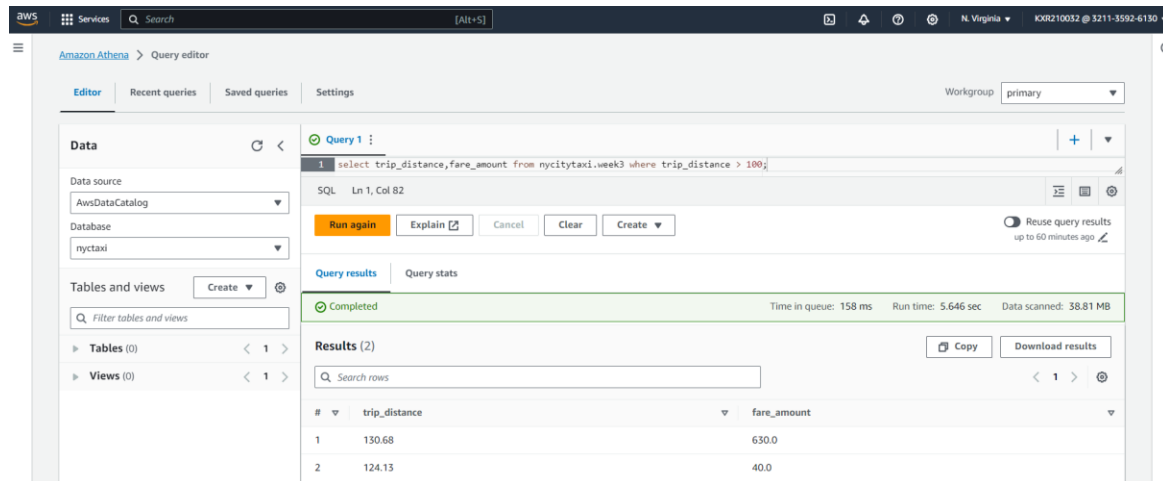 aws Services Search [Alt+S] N. Virginia KXR210032 @ 3211-3592-6130
Amazon Athena > Query editor
Editor Recent queries Saved queries Settings Workgroup primary
Data
Data source
AwsDataCatalog
Database
nyctaxi
Tables and views Create
Filter tables and views
Tables (0) < 1 >
Views (0) < 1 >
Query 1
1 select trip_distance,fare_amount from nycitytaxi.week3 where trip_distance > 100;
SQL Ln 1, Col 82
Run again Explain Cancel Clear Create Reuse query results
up to 60 minutes ago
Query results Query stats
Completed Time in queue: 158 ms Run time: 5.646 sec Data scanned: 38.81 MB
Results (2) Copy Download results
Search rows < 1 >
# trip_distance fare_amount
1 130.68 630.0
2 124.13 40.0